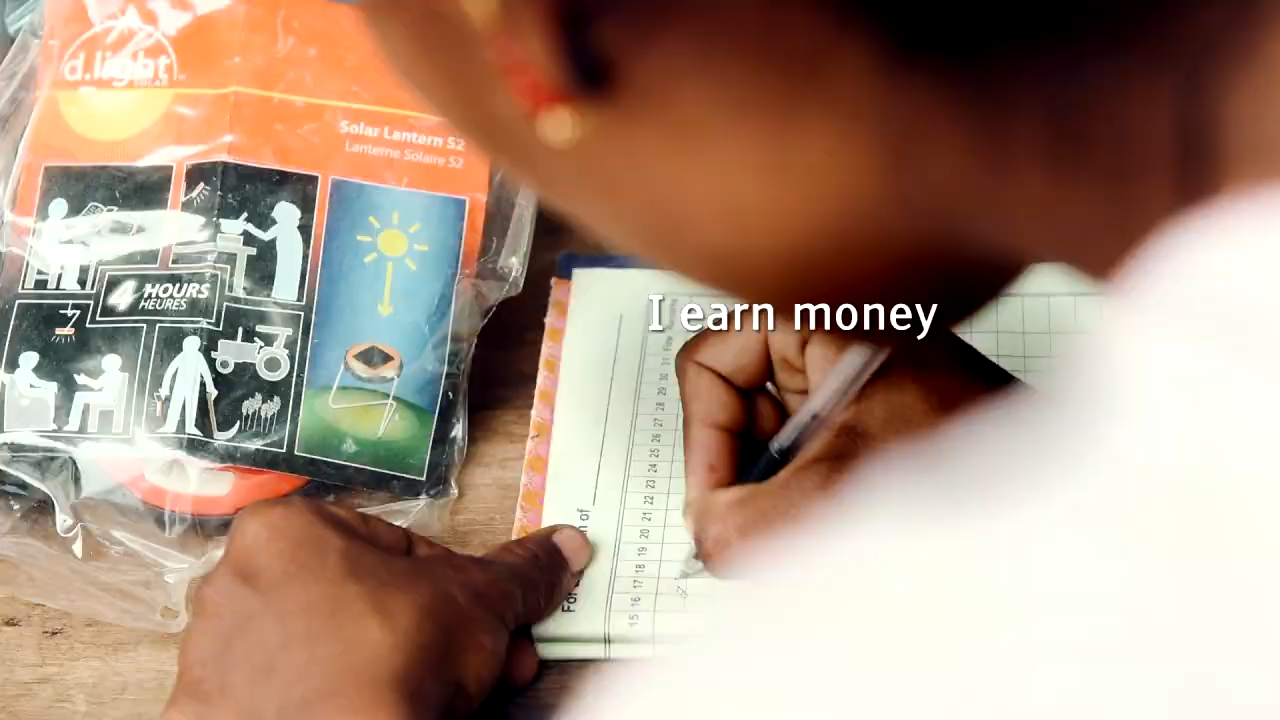 d.light
SOLAR
Solar Lantern S2
Lanterne Solaire S2
4 HOURS
HEURES
I earn money
15 16 17 18 19 20 21 22 23 24 25 26 27 28 29 30 31